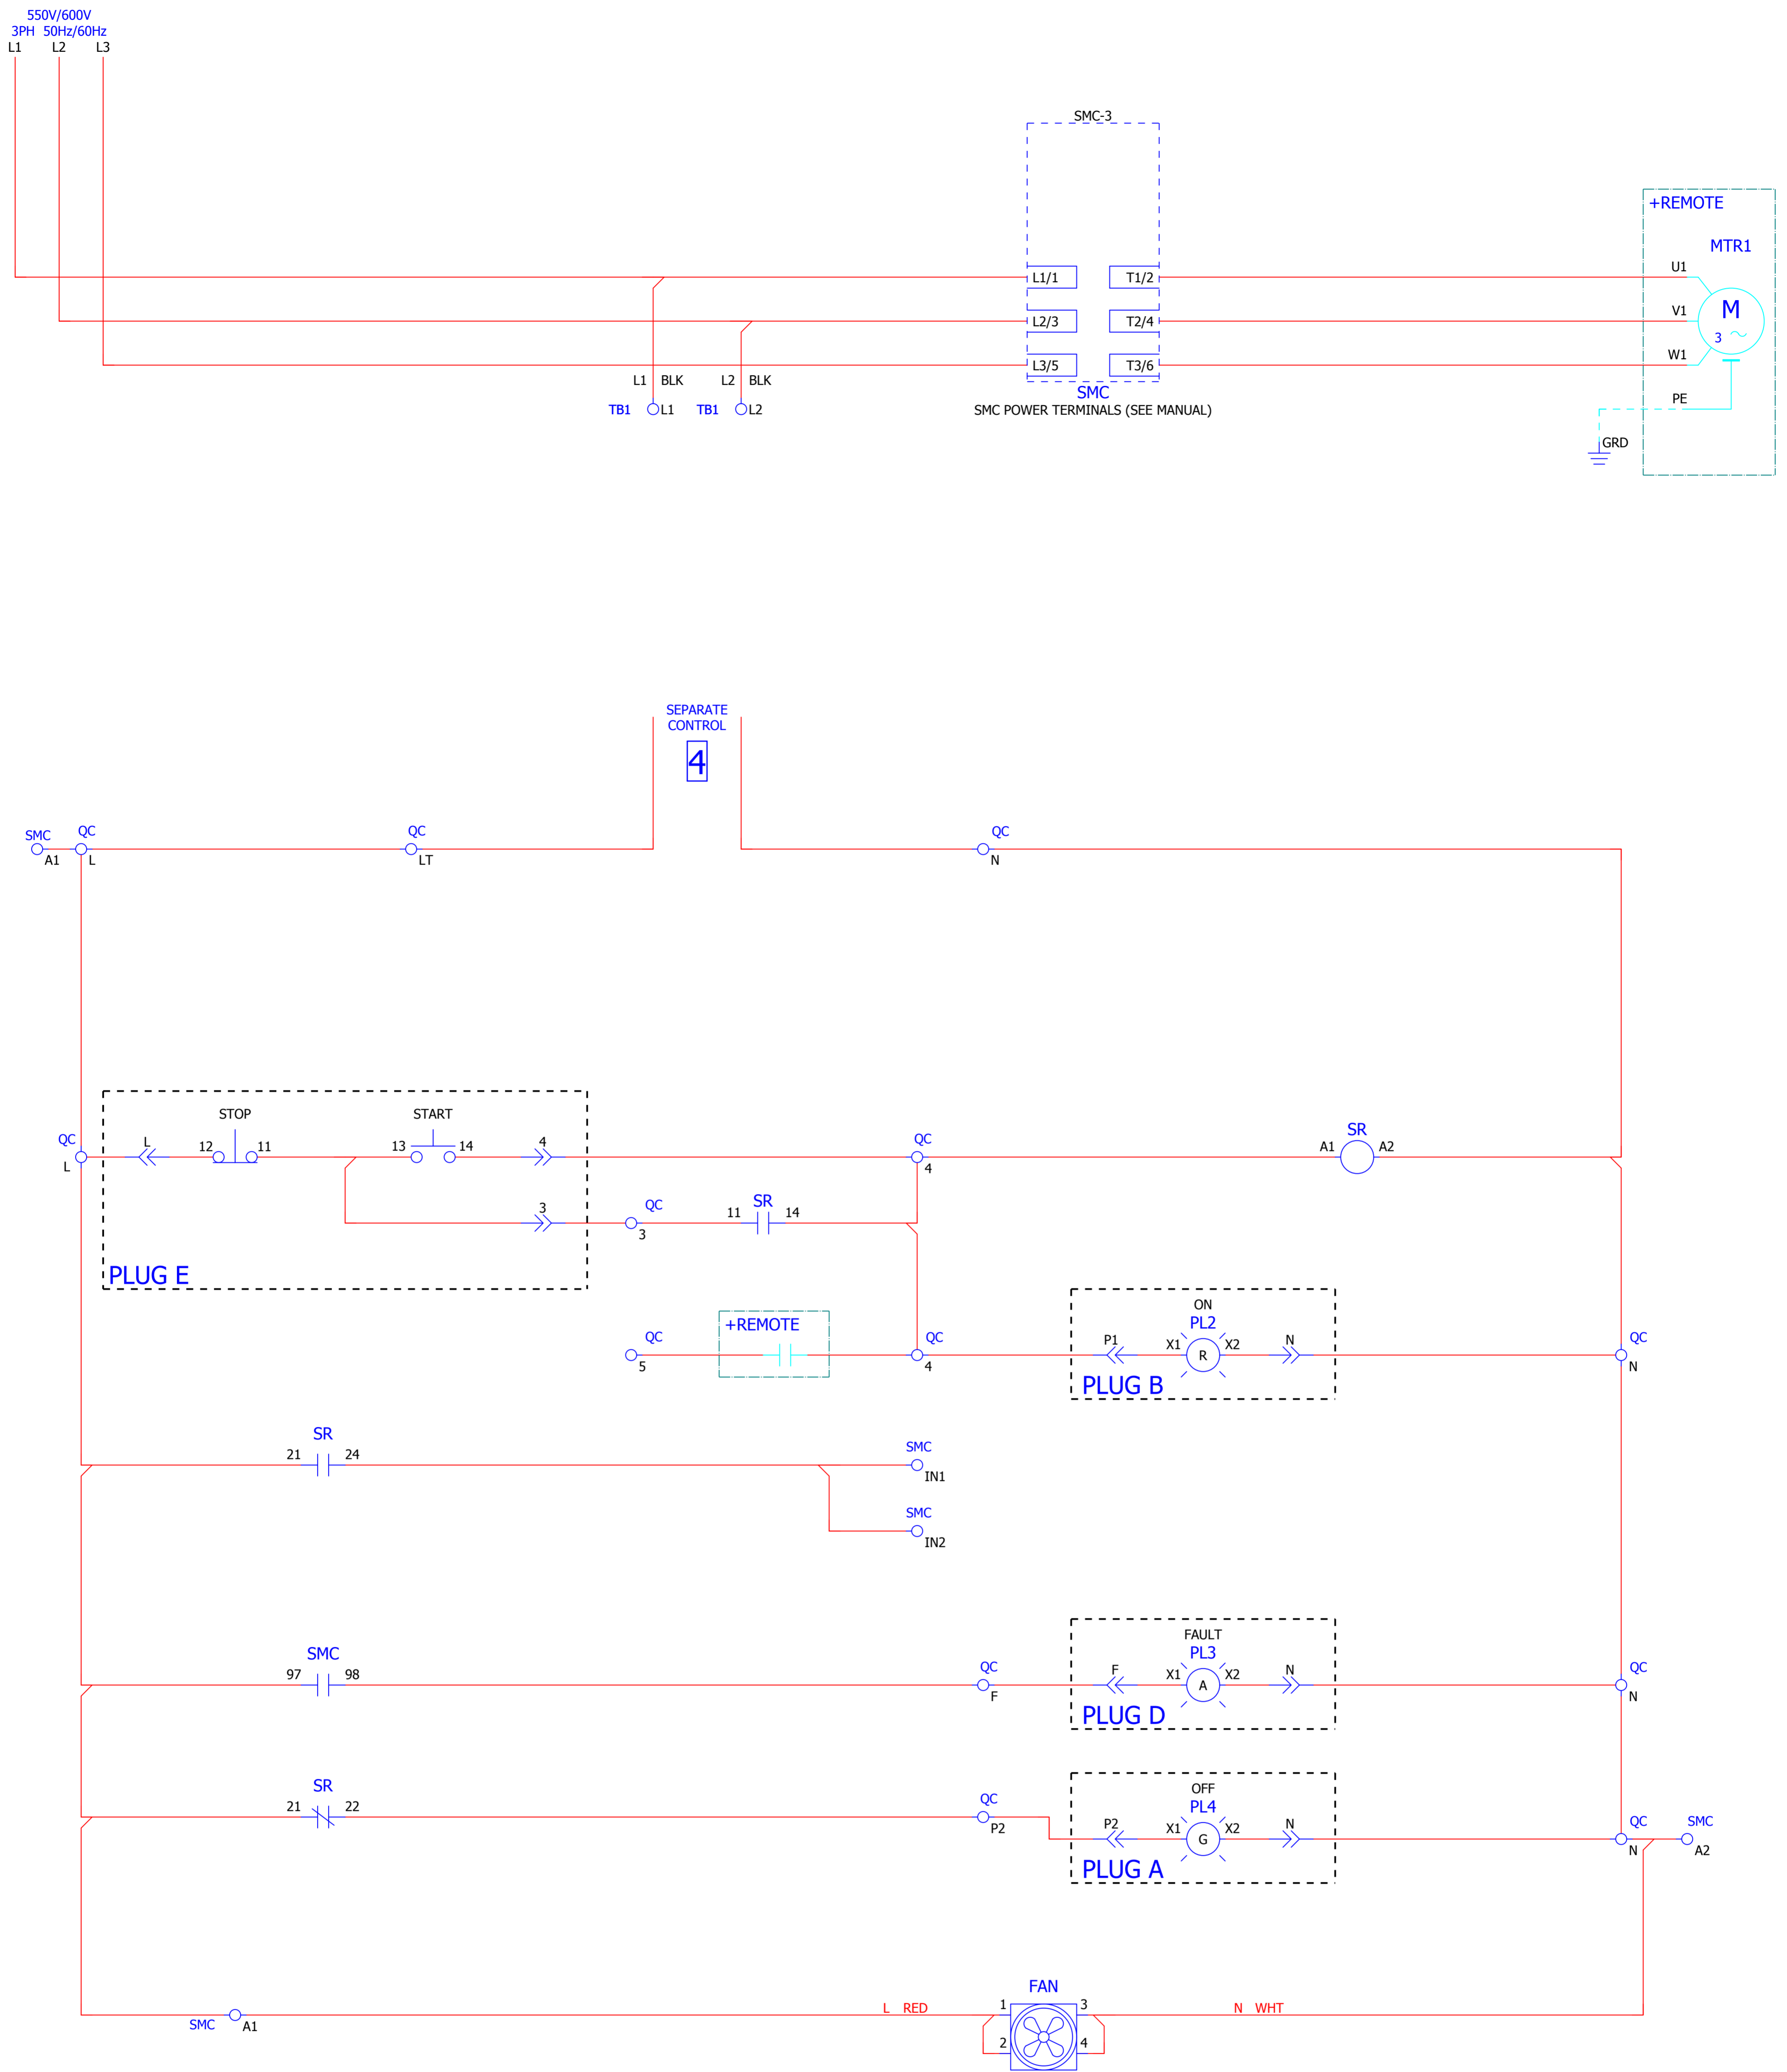 550V/600V
3PH 50Hz/60Hz
L1 L2 L3
SMC-3
+REMOTE
MTR1
L1/1 T1/2 U1
L2/3 T2/4 V1
M
3
L3/5 T3/6 W1
L1 BLK L2 BLK
TB1 L1 TB1 L2
SMC
SMC POWER TERMINALS (SEE MANUAL)
PE
GRD
SEPARATE
CONTROL
4
SMC QC QC QC
A1 L LT N
STOP START
QC L 12 11 13 14 4 QC SR
L 4 A1 A2
3 QC 11 SR 14
3
PLUG E
ON
+REMOTE PL2
QC QC P1 X1 R X2 N QC
5 4 N
PLUG B
SR SMC
21 24 IN1
SMC
IN2
FAULT
SMC PL3
97 98 QC F X1 A X2 N QC
F N
PLUG D
OFF
SR PL4
21 22 QC P2 X1 G X2 N QC SMC
P2 N A2
PLUG A
FAN
L RED 1 3 N WHT
SMC A1
2 4